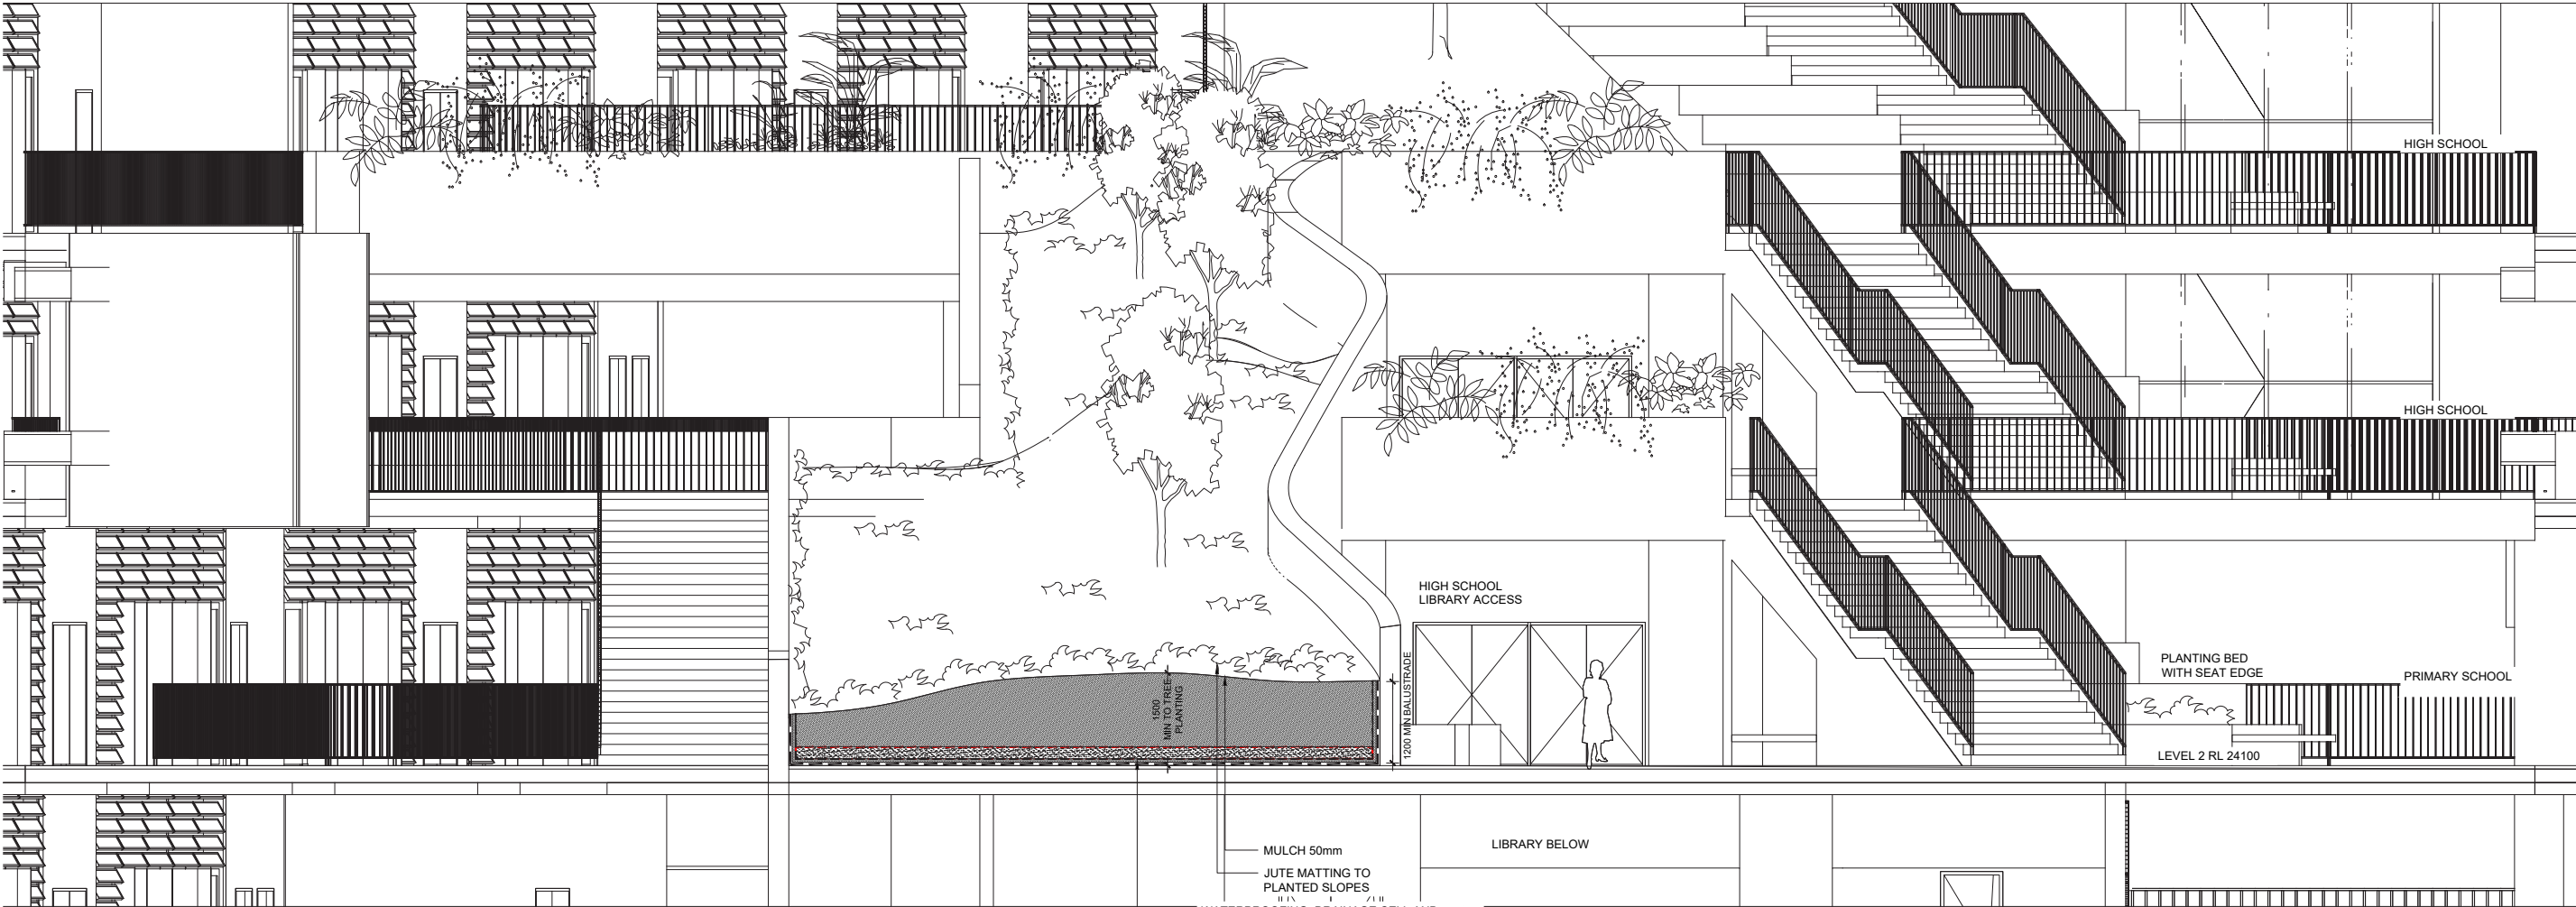 HIGH SCHOOL
HIGH SCHOOL
HIGH SCHOOL
LIBRARY ACCESS
PLANTING BED
WITH SEAT EDGE
PRIMARY SCHOOL
1500
MIN TO TREE
PLANTING
1200 MIN BALUSTRADE
LEVEL 2 RL 24100
LIBRARY BELOW
MULCH 50mm
JUTE MATTING TO
PLANTED SLOPES